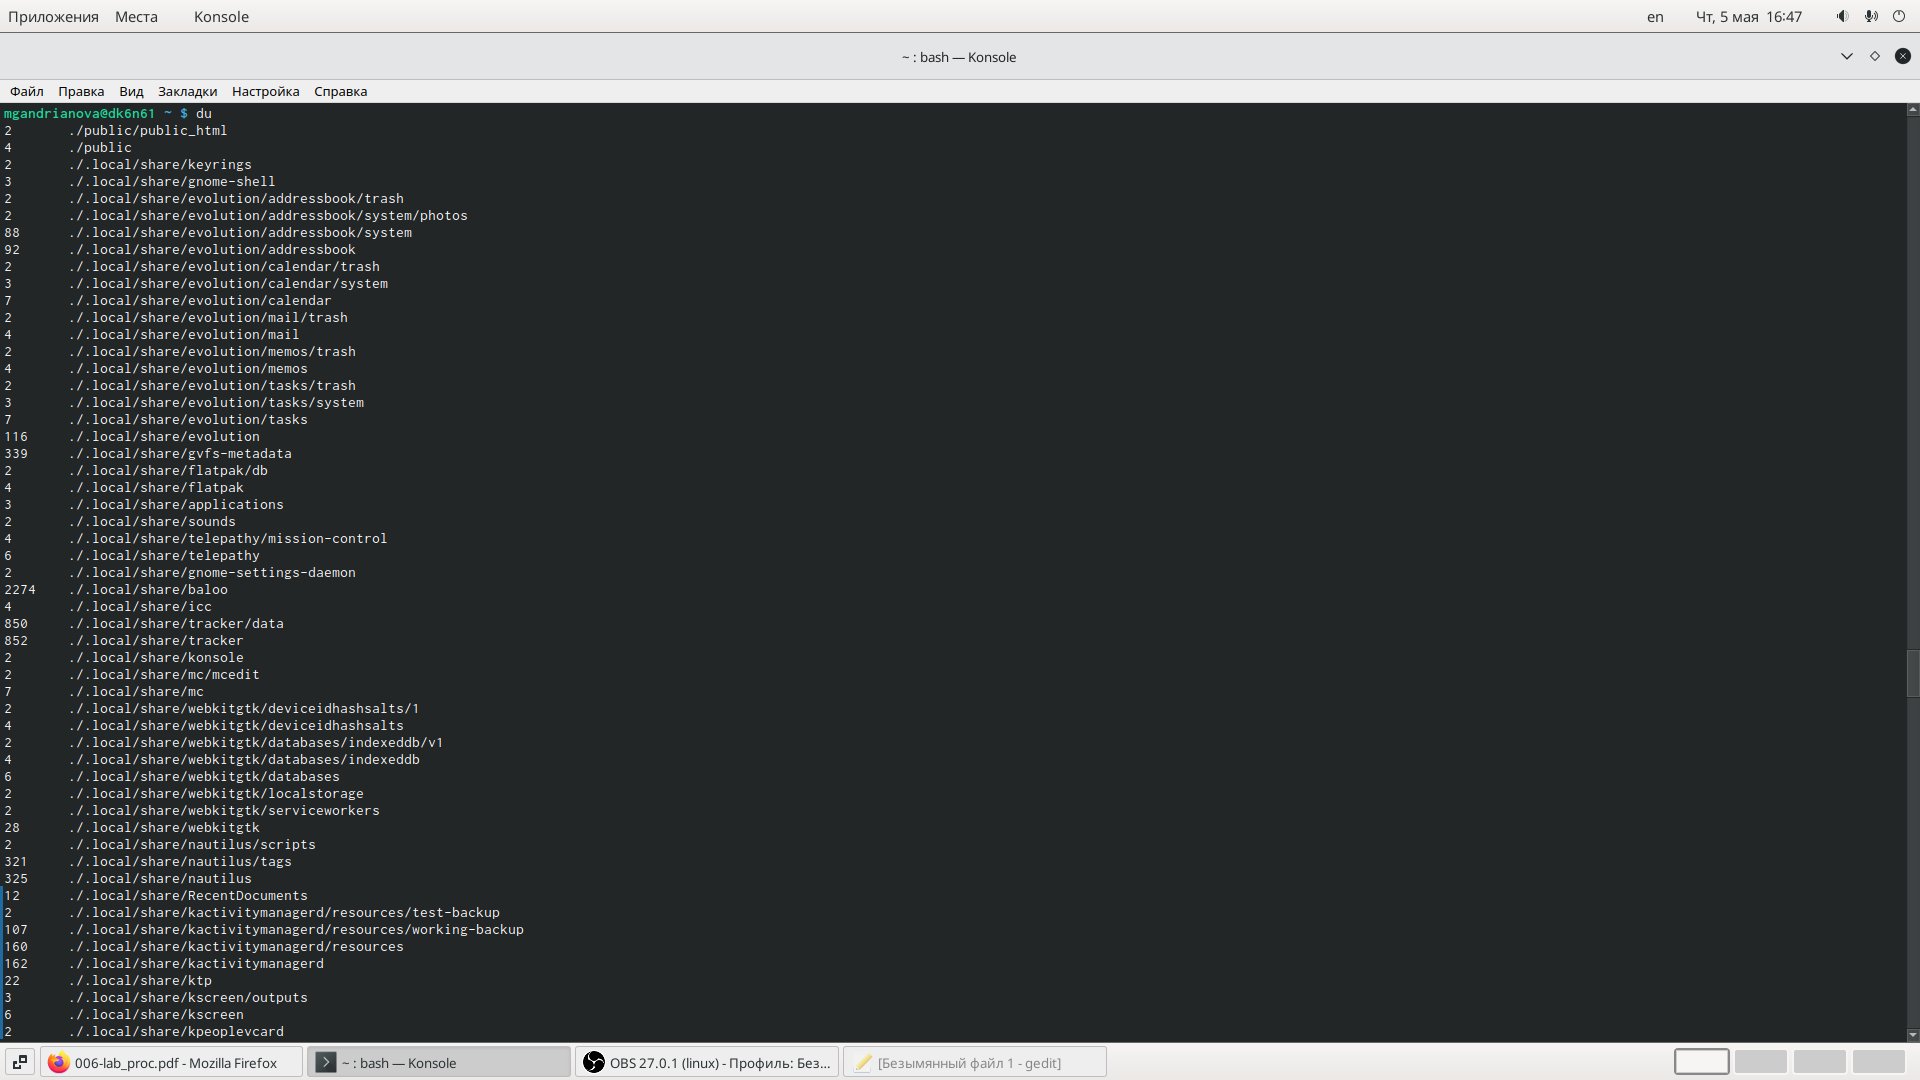 Приложения Места Konsole en Чт, 5 мая 16:47
~ : bash — Konsole
Файл Правка Вид Закладки Настройка Справка
mgandrianova@dk6n61 ~ $ du
2 ./public/public_html
4 ./public
2 ./.local/share/keyrings
3 ./.local/share/gnome-shell
2 ./.local/share/evolution/addressbook/trash
2 ./.local/share/evolution/addressbook/system/photos
88 ./.local/share/evolution/addressbook/system
92 ./.local/share/evolution/addressbook
2 ./.local/share/evolution/calendar/trash
3 ./.local/share/evolution/calendar/system
7 ./.local/share/evolution/calendar
2 ./.local/share/evolution/mail/trash
4 ./.local/share/evolution/mail
2 ./.local/share/evolution/memos/trash
4 ./.local/share/evolution/memos
2 ./.local/share/evolution/tasks/trash
3 ./.local/share/evolution/tasks/system
7 ./.local/share/evolution/tasks
116 ./.local/share/evolution
339 ./.local/share/gvfs-metadata
2 ./.local/share/flatpak/db
4 ./.local/share/flatpak
3 ./.local/share/applications
2 ./.local/share/sounds
4 ./.local/share/telepathy/mission-control
6 ./.local/share/telepathy
2 ./.local/share/gnome-settings-daemon
2274 ./.local/share/baloo
4 ./.local/share/icc
850 ./.local/share/tracker/data
852 ./.local/share/tracker
2 ./.local/share/konsole
2 ./.local/share/mc/mcedit
7 ./.local/share/mc
2 ./.local/share/webkitgtk/deviceidhashsalts/1
4 ./.local/share/webkitgtk/deviceidhashsalts
2 ./.local/share/webkitgtk/databases/indexeddb/v1
4 ./.local/share/webkitgtk/databases/indexeddb
6 ./.local/share/webkitgtk/databases
2 ./.local/share/webkitgtk/localstorage
2 ./.local/share/webkitgtk/serviceworkers
28 ./.local/share/webkitgtk
2 ./.local/share/nautilus/scripts
321 ./.local/share/nautilus/tags
325 ./.local/share/nautilus
12 ./.local/share/RecentDocuments
2 ./.local/share/kactivitymanagerd/resources/test-backup
107 ./.local/share/kactivitymanagerd/resources/working-backup
160 ./.local/share/kactivitymanagerd/resources
162 ./.local/share/kactivitymanagerd
22 ./.local/share/ktp
3 ./.local/share/kscreen/outputs
6 ./.local/share/kscreen
2 ./.local/share/kpeoplevcard
006-lab_proc.pdf - Mozilla Firefox ~ : bash — Konsole OBS 27.0.1 (linux) - Профиль: Без... [Безымянный файл 1 - gedit]